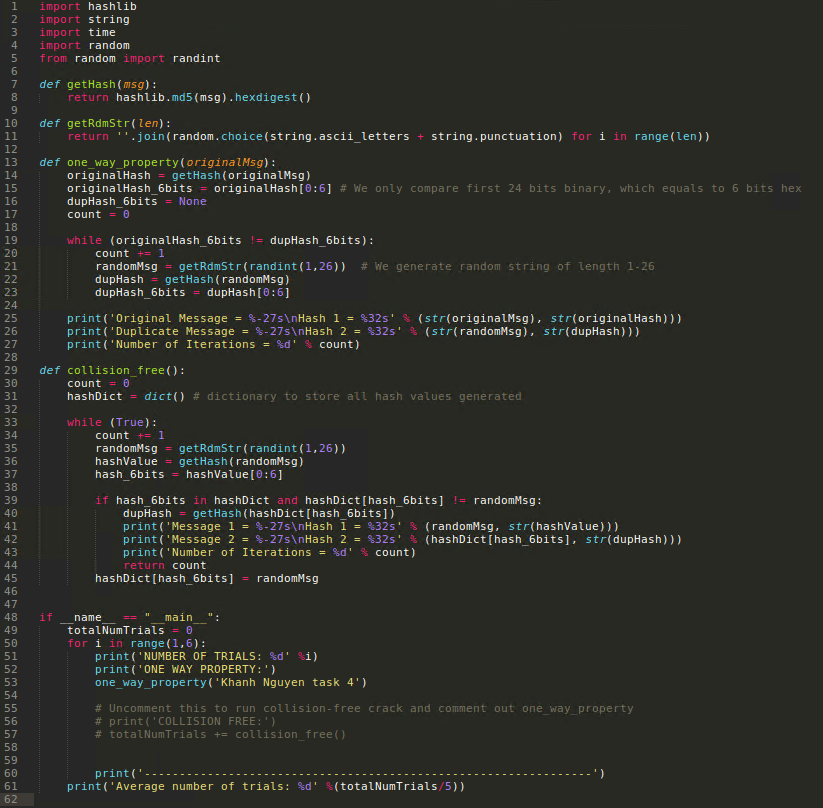 1 import hashlib
2 import string
3 import time
4 import random
5 from random import randint
6
7 def getHash(msg):
8     return hashlib.md5(msg).hexdigest()
9
10 def getRdmStr(len):
11     return ''.join(random.choice(string.ascii_letters + string.punctuation) for i in range(len))
12
13 def one_way_property(originalMsg):
14     originalHash = getHash(originalMsg)
15     originalHash_6bits = originalHash[0:6] # We only compare first 24 bits binary, which equals to 6 bits hex
16     dupHash_6bits = None
17     count = 0
18
19     while (originalHash_6bits != dupHash_6bits):
20         count += 1
21         randomMsg = getRdmStr(randint(1,26))  # We generate random string of length 1-26
22         dupHash = getHash(randomMsg)
23         dupHash_6bits = dupHash[0:6]
24
25     print('Original Message = %-27s\nHash 1 = %32s' % (str(originalMsg), str(originalHash)))
26     print('Duplicate Message = %-27s\nHash 2 = %32s' % (str(randomMsg), str(dupHash)))
27     print('Number of Iterations = %d' % count)
28
29 def collision_free():
30     count = 0
31     hashDict = dict() # dictionary to store all hash values generated
32
33     while (True):
34         count += 1
35         randomMsg = getRdmStr(randint(1,26))
36         hashValue = getHash(randomMsg)
37         hash_6bits = hashValue[0:6]
38
39         if hash_6bits in hashDict and hashDict[hash_6bits] != randomMsg:
40             dupHash = getHash(hashDict[hash_6bits])
41             print('Message 1 = %-27s\nHash 1 = %32s' % (randomMsg, str(hashValue)))
42             print('Message 2 = %-27s\nHash 2 = %32s' % (hashDict[hash_6bits], str(dupHash)))
43             print('Number of Iterations = %d' % count)
44             return count
45         hashDict[hash_6bits] = randomMsg
46
47
48 if __name__ == "__main__":
49     totalNumTrials = 0
50     for i in range(1,6):
51         print('NUMBER OF TRIALS: %d' %i)
52         print('ONE WAY PROPERTY:')
53         one_way_property('Khanh Nguyen task 4')
54
55         # Uncomment this to run collision-free crack and comment out one_way_property
56         # print('COLLISION FREE:')
57         # totalNumTrials += collision_free()
58
59
60         print('----------------------------------------------------------------')
61     print('Average number of trials: %d' %(totalNumTrials/5))
62